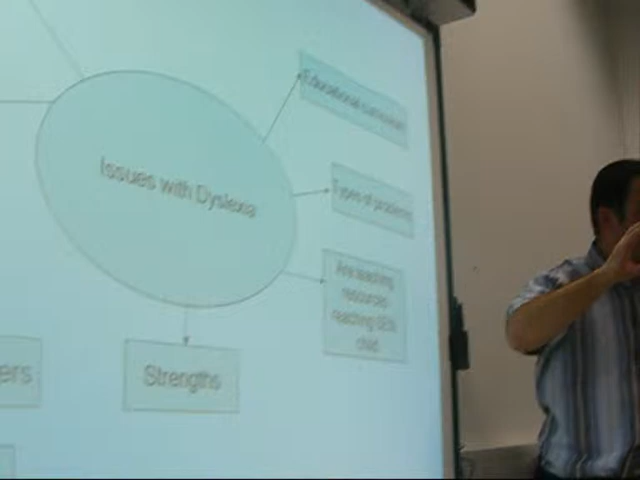 Educational curriculum
Issues with Dyslexia
Types of problems
Are teaching
resources
reaching SEN
child
ers
Strengths